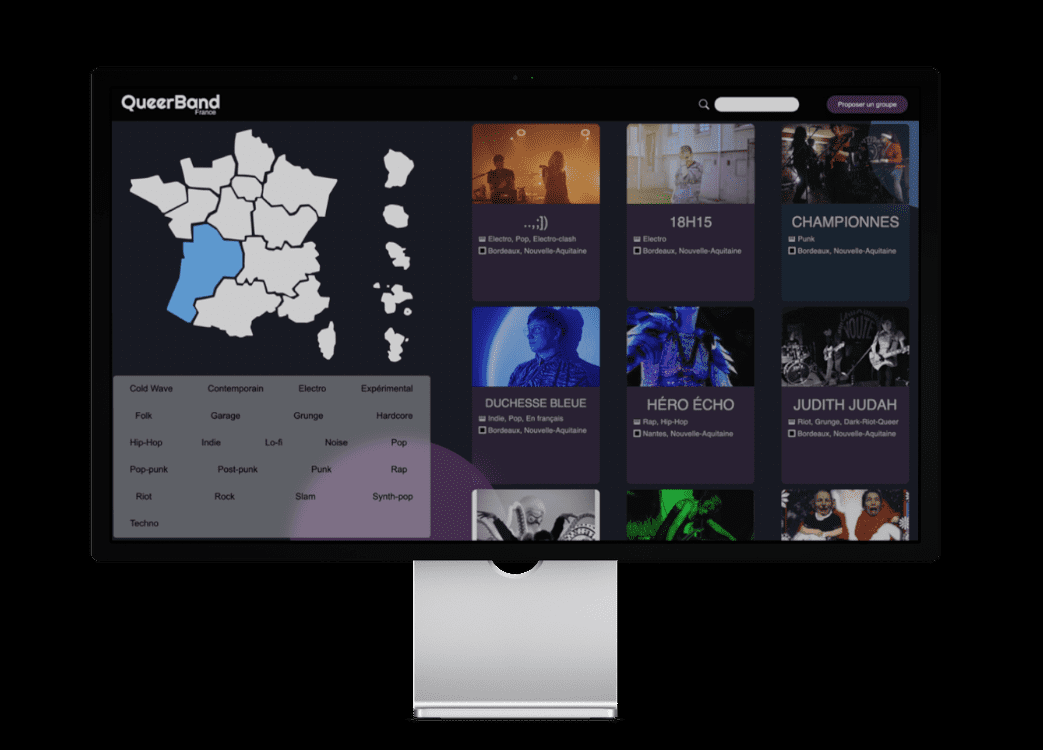 QueerBand
France
Proposer un groupe
..,;])
Electro, Pop, Electro-clash
Bordeaux, Nouvelle-Aquitaine
18H15
Electro
Bordeaux, Nouvelle-Aquitaine
CHAMPIONNES
Punk
Bordeaux, Nouvelle-Aquitaine
DUCHESSE BLEUE
Indie, Pop, En français
Bordeaux, Nouvelle-Aquitaine
HÉRO ÉCHO
Rap, Hip-Hop
Nantes, Nouvelle-Aquitaine
JUDITH JUDAH
Riot, Grunge, Dark-Riot-Queer
Bordeaux, Nouvelle-Aquitaine
Cold Wave Contemporain Electro Expérimental
Folk Garage Grunge Hardcore
Hip-Hop Indie Lo-fi Noise Pop
Pop-punk Post-punk Punk Rap
Riot Rock Slam Synth-pop
Techno